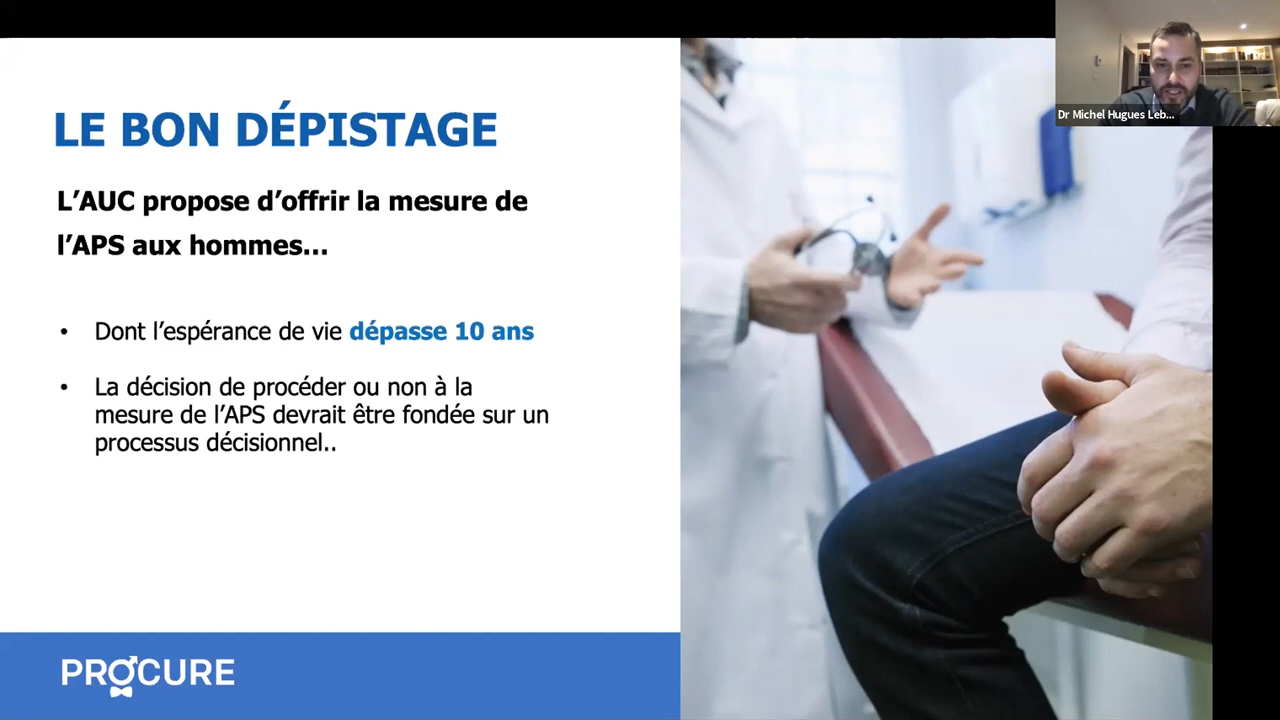 LE BON DÉPISTAGE
L’AUC propose d’offrir la mesure de
l’APS aux hommes…
• Dont l’espérance de vie dépasse 10 ans
• La décision de procéder ou non à la
mesure de l’APS devrait être fondée sur un
processus décisionnel..
PROCURE
Dr Michel Hugues Leb...